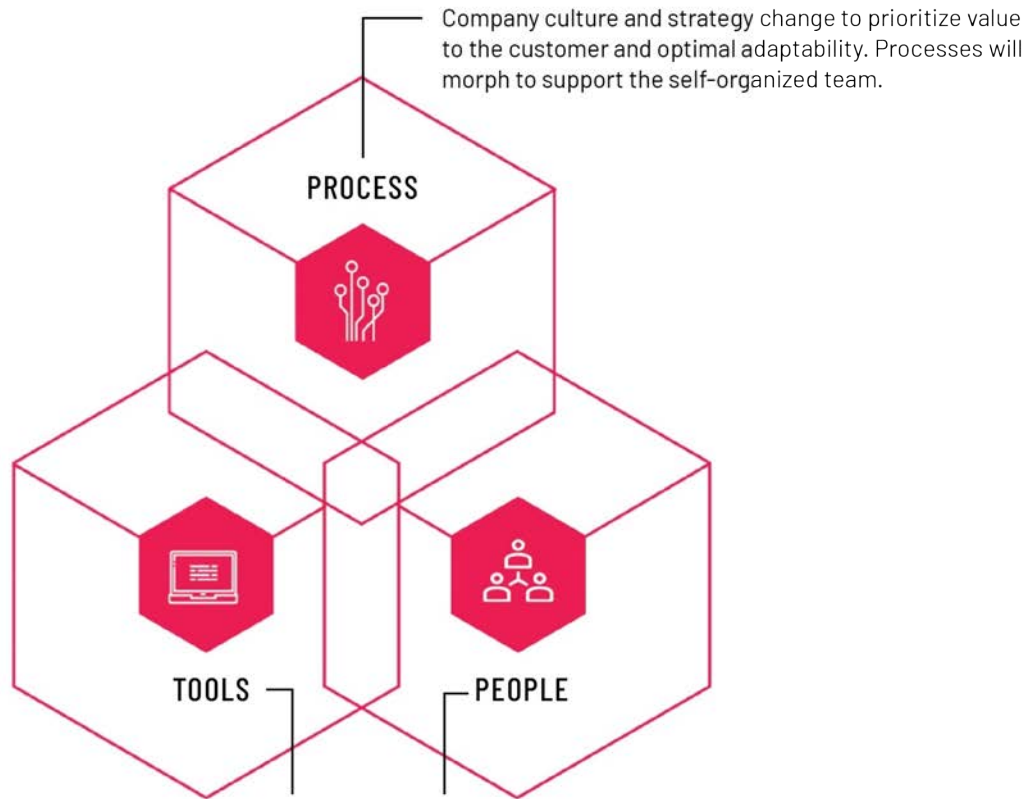 Company culture and strategy change to prioritize value
to the customer and optimal adaptability. Processes will
morph to support the self-organized team.
PROCESS
TOOLS
PEOPLE